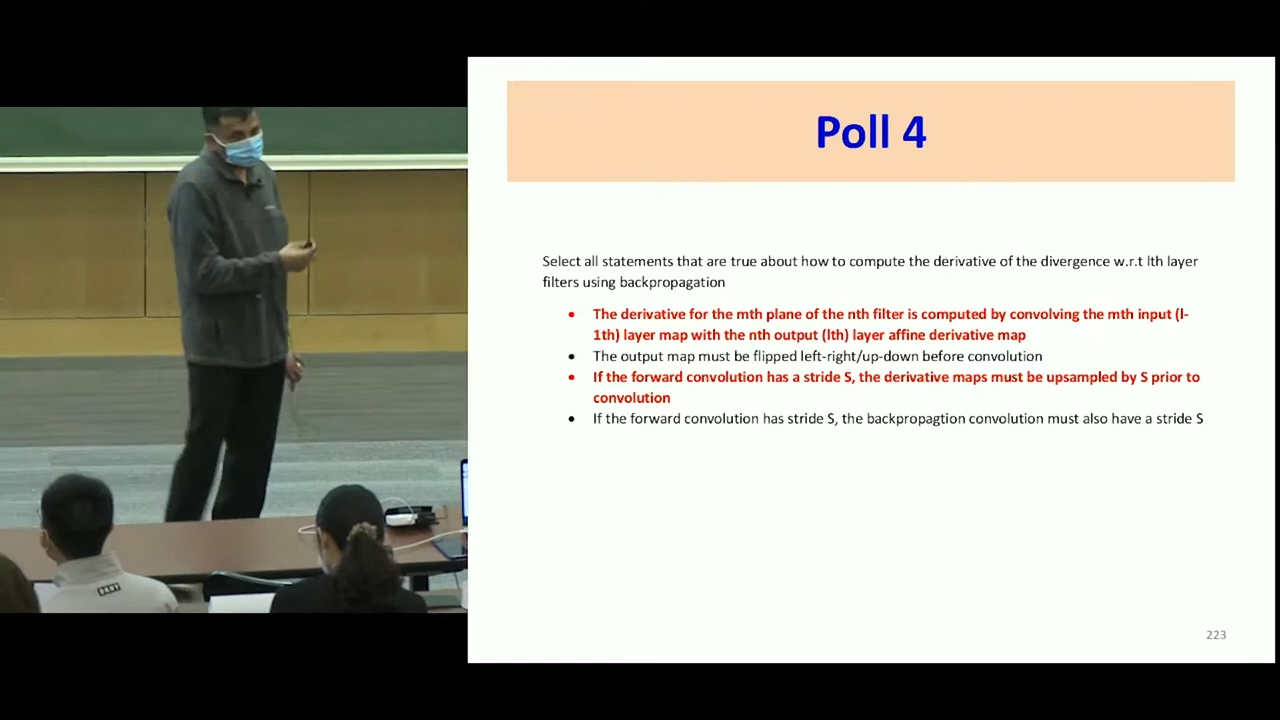 Poll 4
Select all statements that are true about how to compute the derivative of the divergence w.r.t lth layer
filters using backpropagation
• The derivative for the mth plane of the nth filter is computed by convolving the mth input (l-
1th) layer map with the nth output (lth) layer affine derivative map
• The output map must be flipped left-right/up-down before convolution
• If the forward convolution has a stride S, the derivative maps must be upsampled by S prior to
convolution
• If the forward convolution has stride S, the backpropagtion convolution must also have a stride S
223